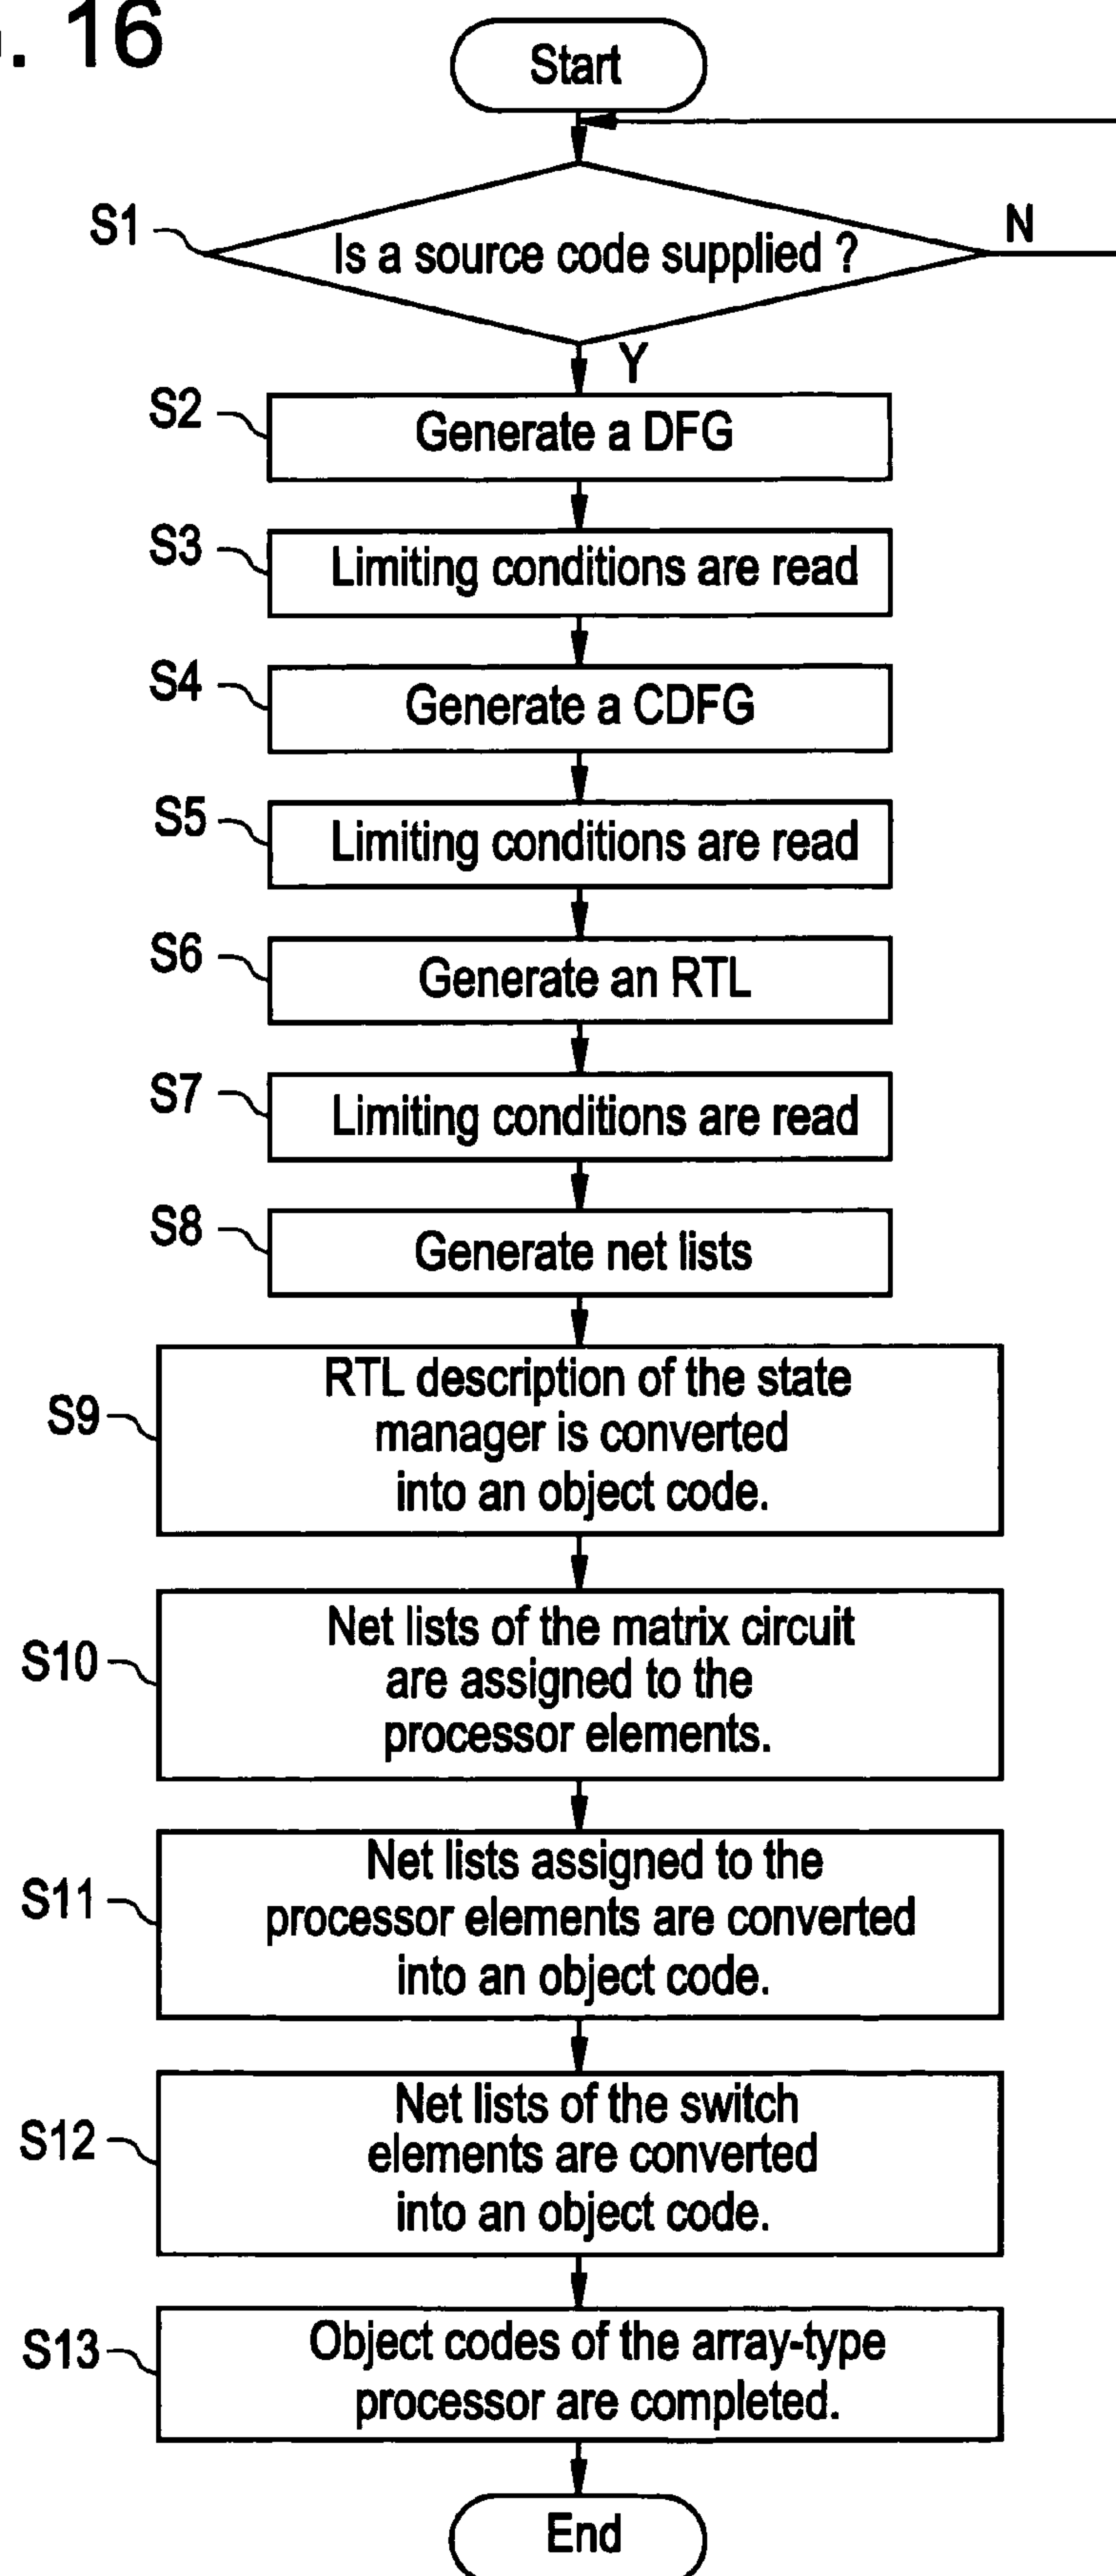 . 16
Start
S1
Is a source code supplied ?
N
Y
S2
Generate a DFG
S3
Limiting conditions are read
S4
Generate a CDFG
S5
Limiting conditions are read
S6
Generate an RTL
S7
Limiting conditions are read
S8
Generate net lists
S9
RTL description of the state
manager is converted
into an object code.
S10
Net lists of the matrix circuit
are assigned to the
processor elements.
S11
Net lists assigned to the
processor elements are converted
into an object code.
S12
Net lists of the switch
elements are converted
into an object code.
S13
Object codes of the array-type
processor are completed.
End